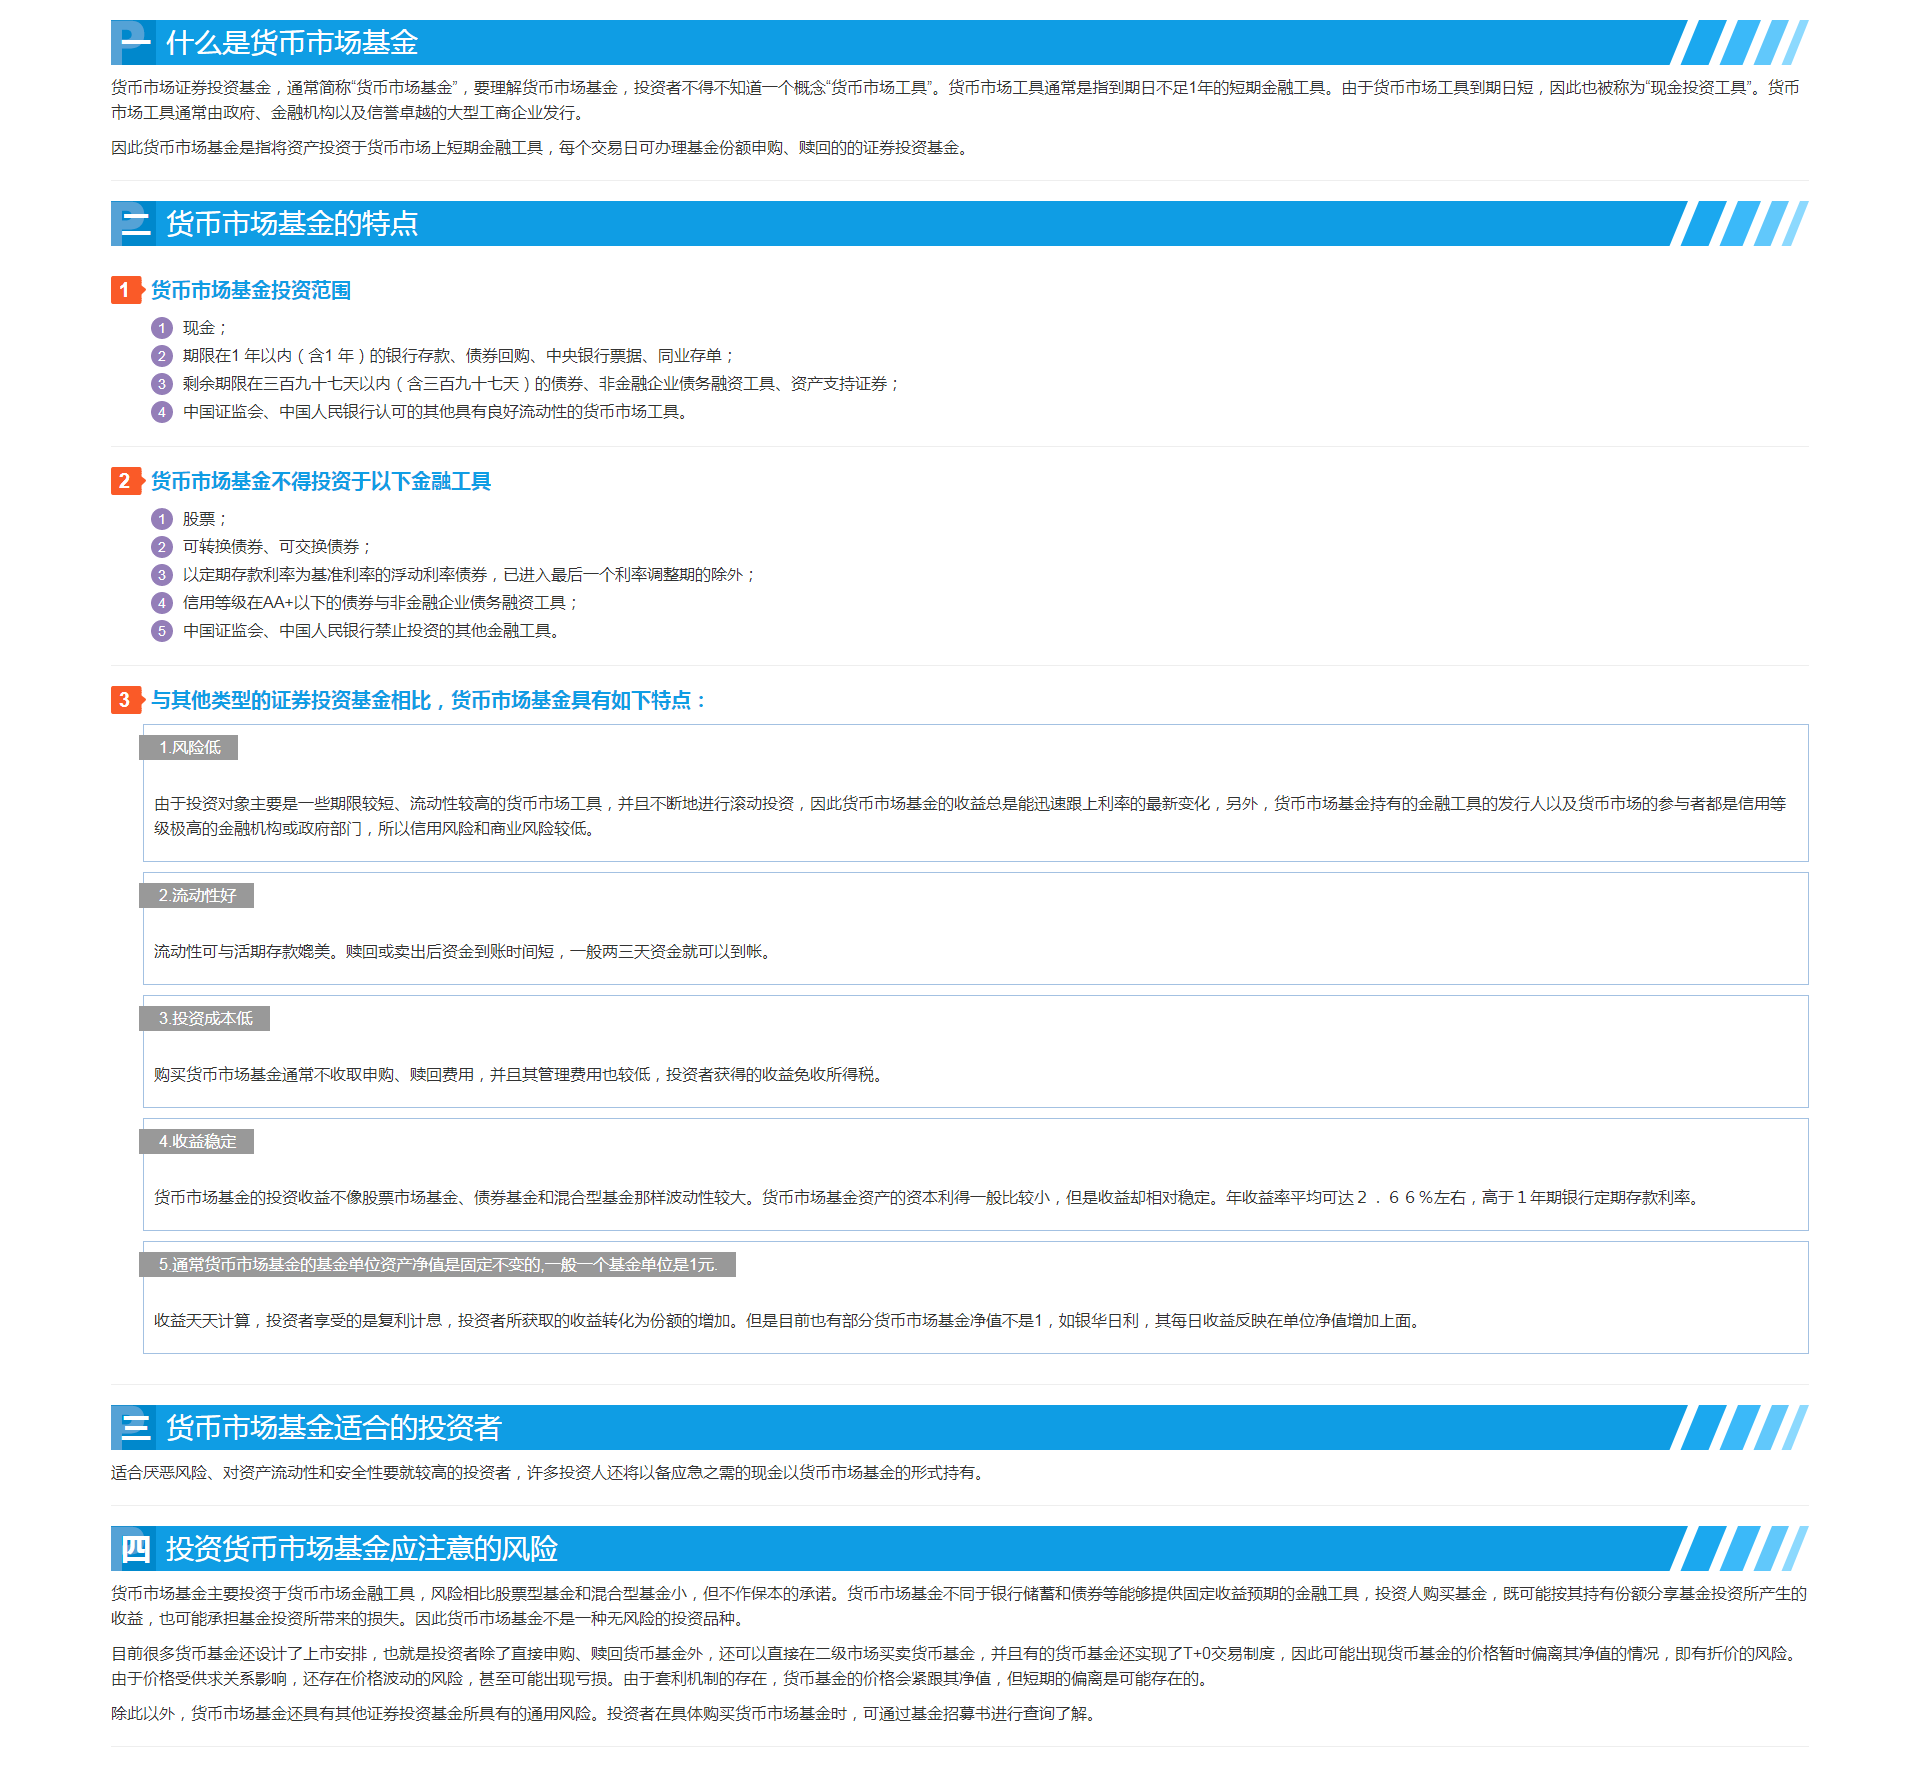 一 什么是货币市场基金
货币市场证券投资基金，通常简称“货币市场基金”，要理解货币市场基金，投资者不得不知道一个概念“货币市场工具”。货币市场工具通常是指到期日不足1年的短期金融工具。由于货币市场工具到期日短，因此也被称为“现金投资工具”。货币
市场工具通常由政府、金融机构以及信誉卓越的大型工商企业发行。
因此货币市场基金是指将资产投资于货币市场上短期金融工具，每个交易日可办理基金份额申购、赎回的的证券投资基金。
二 货币市场基金的特点
1 货币市场基金投资范围
1 现金；
2 期限在1 年以内（含1 年）的银行存款、债券回购、中央银行票据、同业存单；
3 剩余期限在三百九十七天以内（含三百九十七天）的债券、非金融企业债务融资工具、资产支持证券；
4 中国证监会、中国人民银行认可的其他具有良好流动性的货币市场工具。
2 货币市场基金不得投资于以下金融工具
1 股票；
2 可转换债券、可交换债券；
3 以定期存款利率为基准利率的浮动利率债券，已进入最后一个利率调整期的除外；
4 信用等级在AA+以下的债券与非金融企业债务融资工具；
5 中国证监会、中国人民银行禁止投资的其他金融工具。
3 与其他类型的证券投资基金相比，货币市场基金具有如下特点：
1.风险低
由于投资对象主要是一些期限较短、流动性较高的货币市场工具，并且不断地进行滚动投资，因此货币市场基金的收益总是能迅速跟上利率的最新变化，另外，货币市场基金持有的金融工具的发行人以及货币市场的参与者都是信用等
级极高的金融机构或政府部门，所以信用风险和商业风险较低。
2.流动性好
流动性可与活期存款媲美。赎回或卖出后资金到账时间短，一般两三天资金就可以到帐。
3.投资成本低
购买货币市场基金通常不收取申购、赎回费用，并且其管理费用也较低，投资者获得的收益免收所得税。
4.收益稳定
货币市场基金的投资收益不像股票市场基金、债券基金和混合型基金那样波动性较大。货币市场基金资产的资本利得一般比较小，但是收益却相对稳定。年收益率平均可达２．６６％左右，高于１年期银行定期存款利率。
5.通常货币市场基金的基金单位资产净值是固定不变的,一般一个基金单位是1元.
收益天天计算，投资者享受的是复利计息，投资者所获取的收益转化为份额的增加。但是目前也有部分货币市场基金净值不是1，如银华日利，其每日收益反映在单位净值增加上面。
三 货币市场基金适合的投资者
适合厌恶风险、对资产流动性和安全性要就较高的投资者，许多投资人还将以备应急之需的现金以货币市场基金的形式持有。
四 投资货币市场基金应注意的风险
货币市场基金主要投资于货币市场金融工具，风险相比股票型基金和混合型基金小，但不作保本的承诺。货币市场基金不同于银行储蓄和债券等能够提供固定收益预期的金融工具，投资人购买基金，既可能按其持有份额分享基金投资所产生的
收益，也可能承担基金投资所带来的损失。因此货币市场基金不是一种无风险的投资品种。
目前很多货币基金还设计了上市安排，也就是投资者除了直接申购、赎回货币基金外，还可以直接在二级市场买卖货币基金，并且有的货币基金还实现了T+0交易制度，因此可能出现货币基金的价格暂时偏离其净值的情况，即有折价的风险。
由于价格受供求关系影响，还存在价格波动的风险，甚至可能出现亏损。由于套利机制的存在，货币基金的价格会紧跟其净值，但短期的偏离是可能存在的。
除此以外，货币市场基金还具有其他证券投资基金所具有的通用风险。投资者在具体购买货币市场基金时，可通过基金招募书进行查询了解。